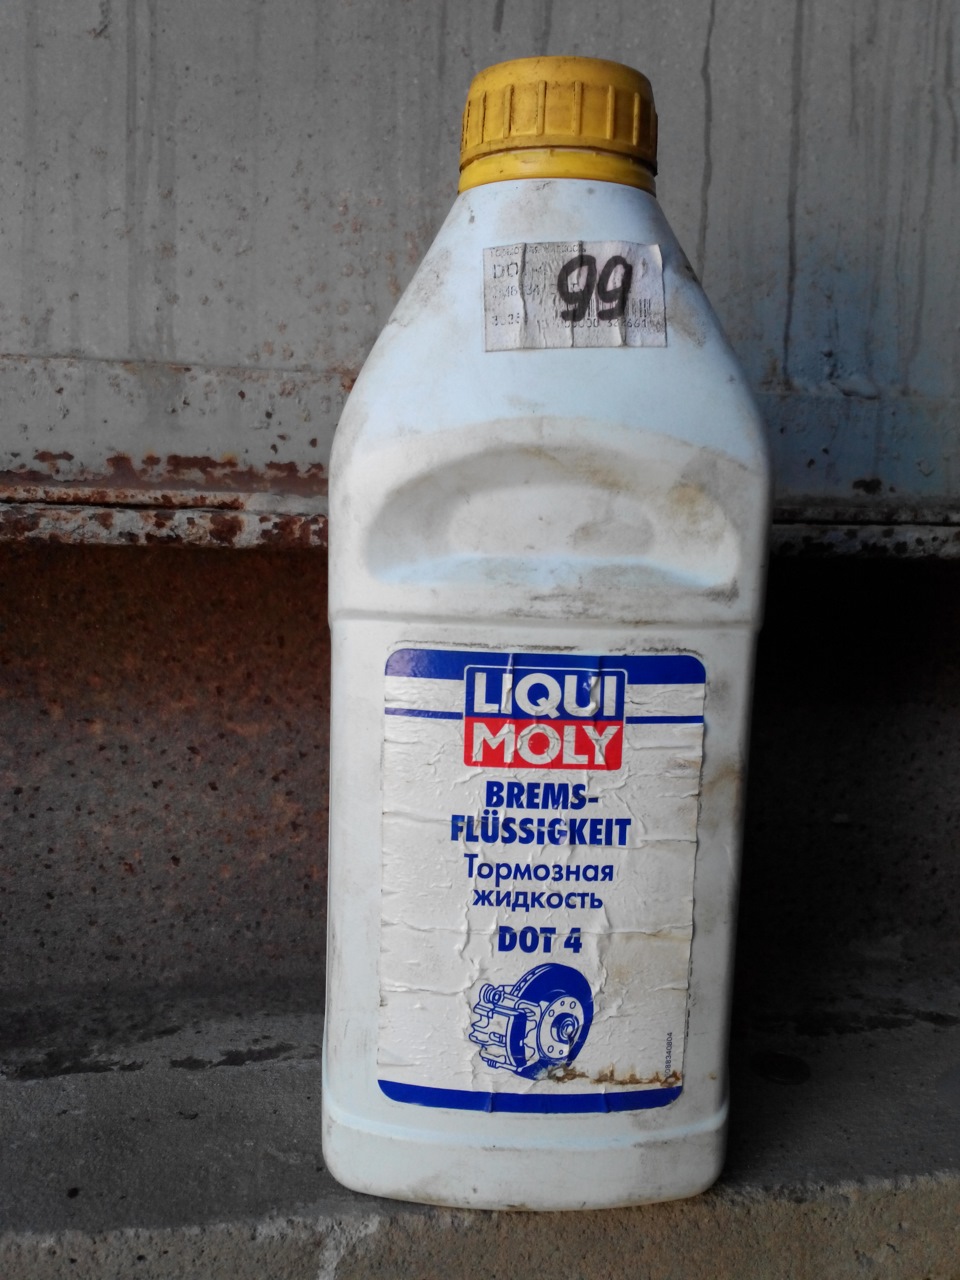 99
LIQUI
MOLY
BREMS-
FLÜSSIGKEIT
Тормозная
жидкость
DOT 4